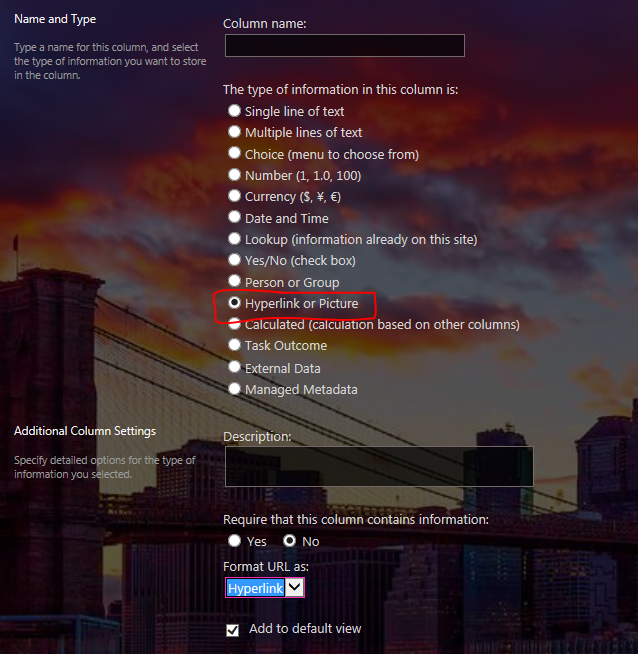 Name and Type
Type a name for this column, and select
the type of information you want to store
in the column.
Column name:
The type of information in this column is:
Single line of text
Multiple lines of text
Choice (menu to choose from)
Number (1, 1.0, 100)
Currency ($, ¥, €)
Date and Time
Lookup (information already on this site)
Yes/No (check box)
Person or Group
Hyperlink or Picture
Calculated (calculation based on other columns)
Task Outcome
External Data
Managed Metadata
Additional Column Settings
Specify detailed options for the type of
information you selected.
Description:
Require that this column contains information:
Yes No
Format URL as:
Hyperlink
Add to default view